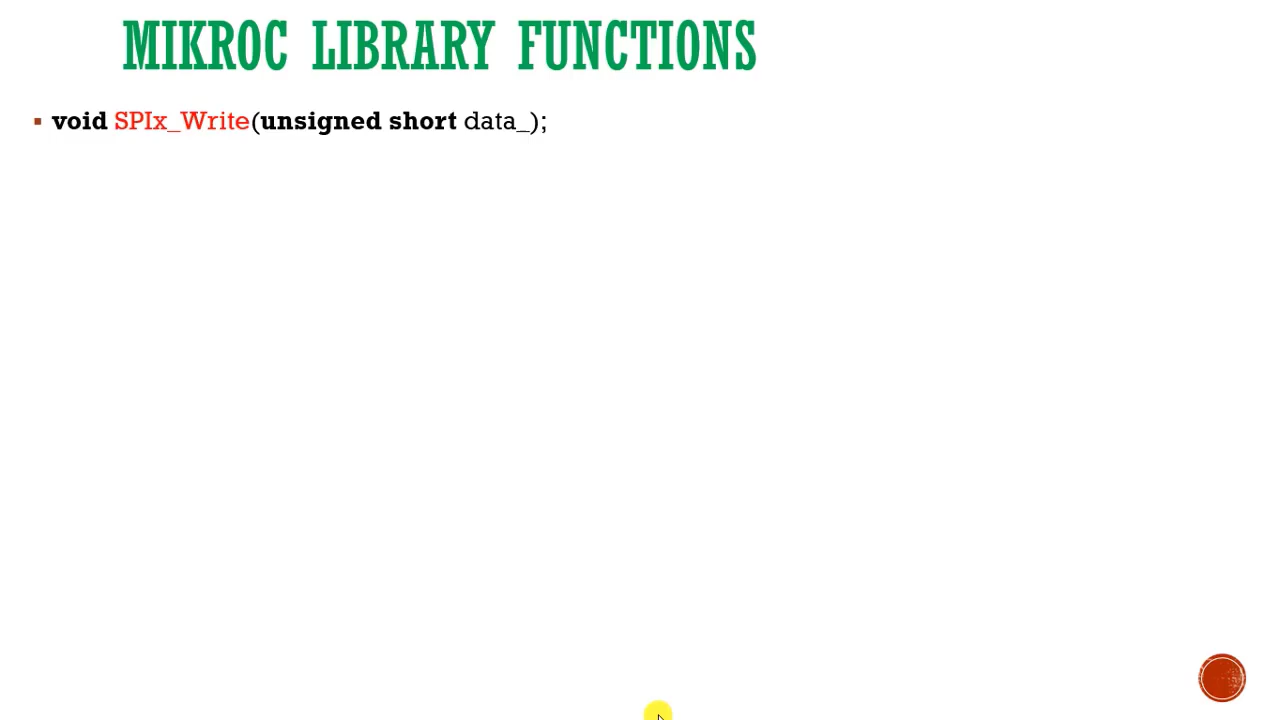 MIKROC LIBRARY FUNCTIONS
▪ void SPIx_Write(unsigned short data_);